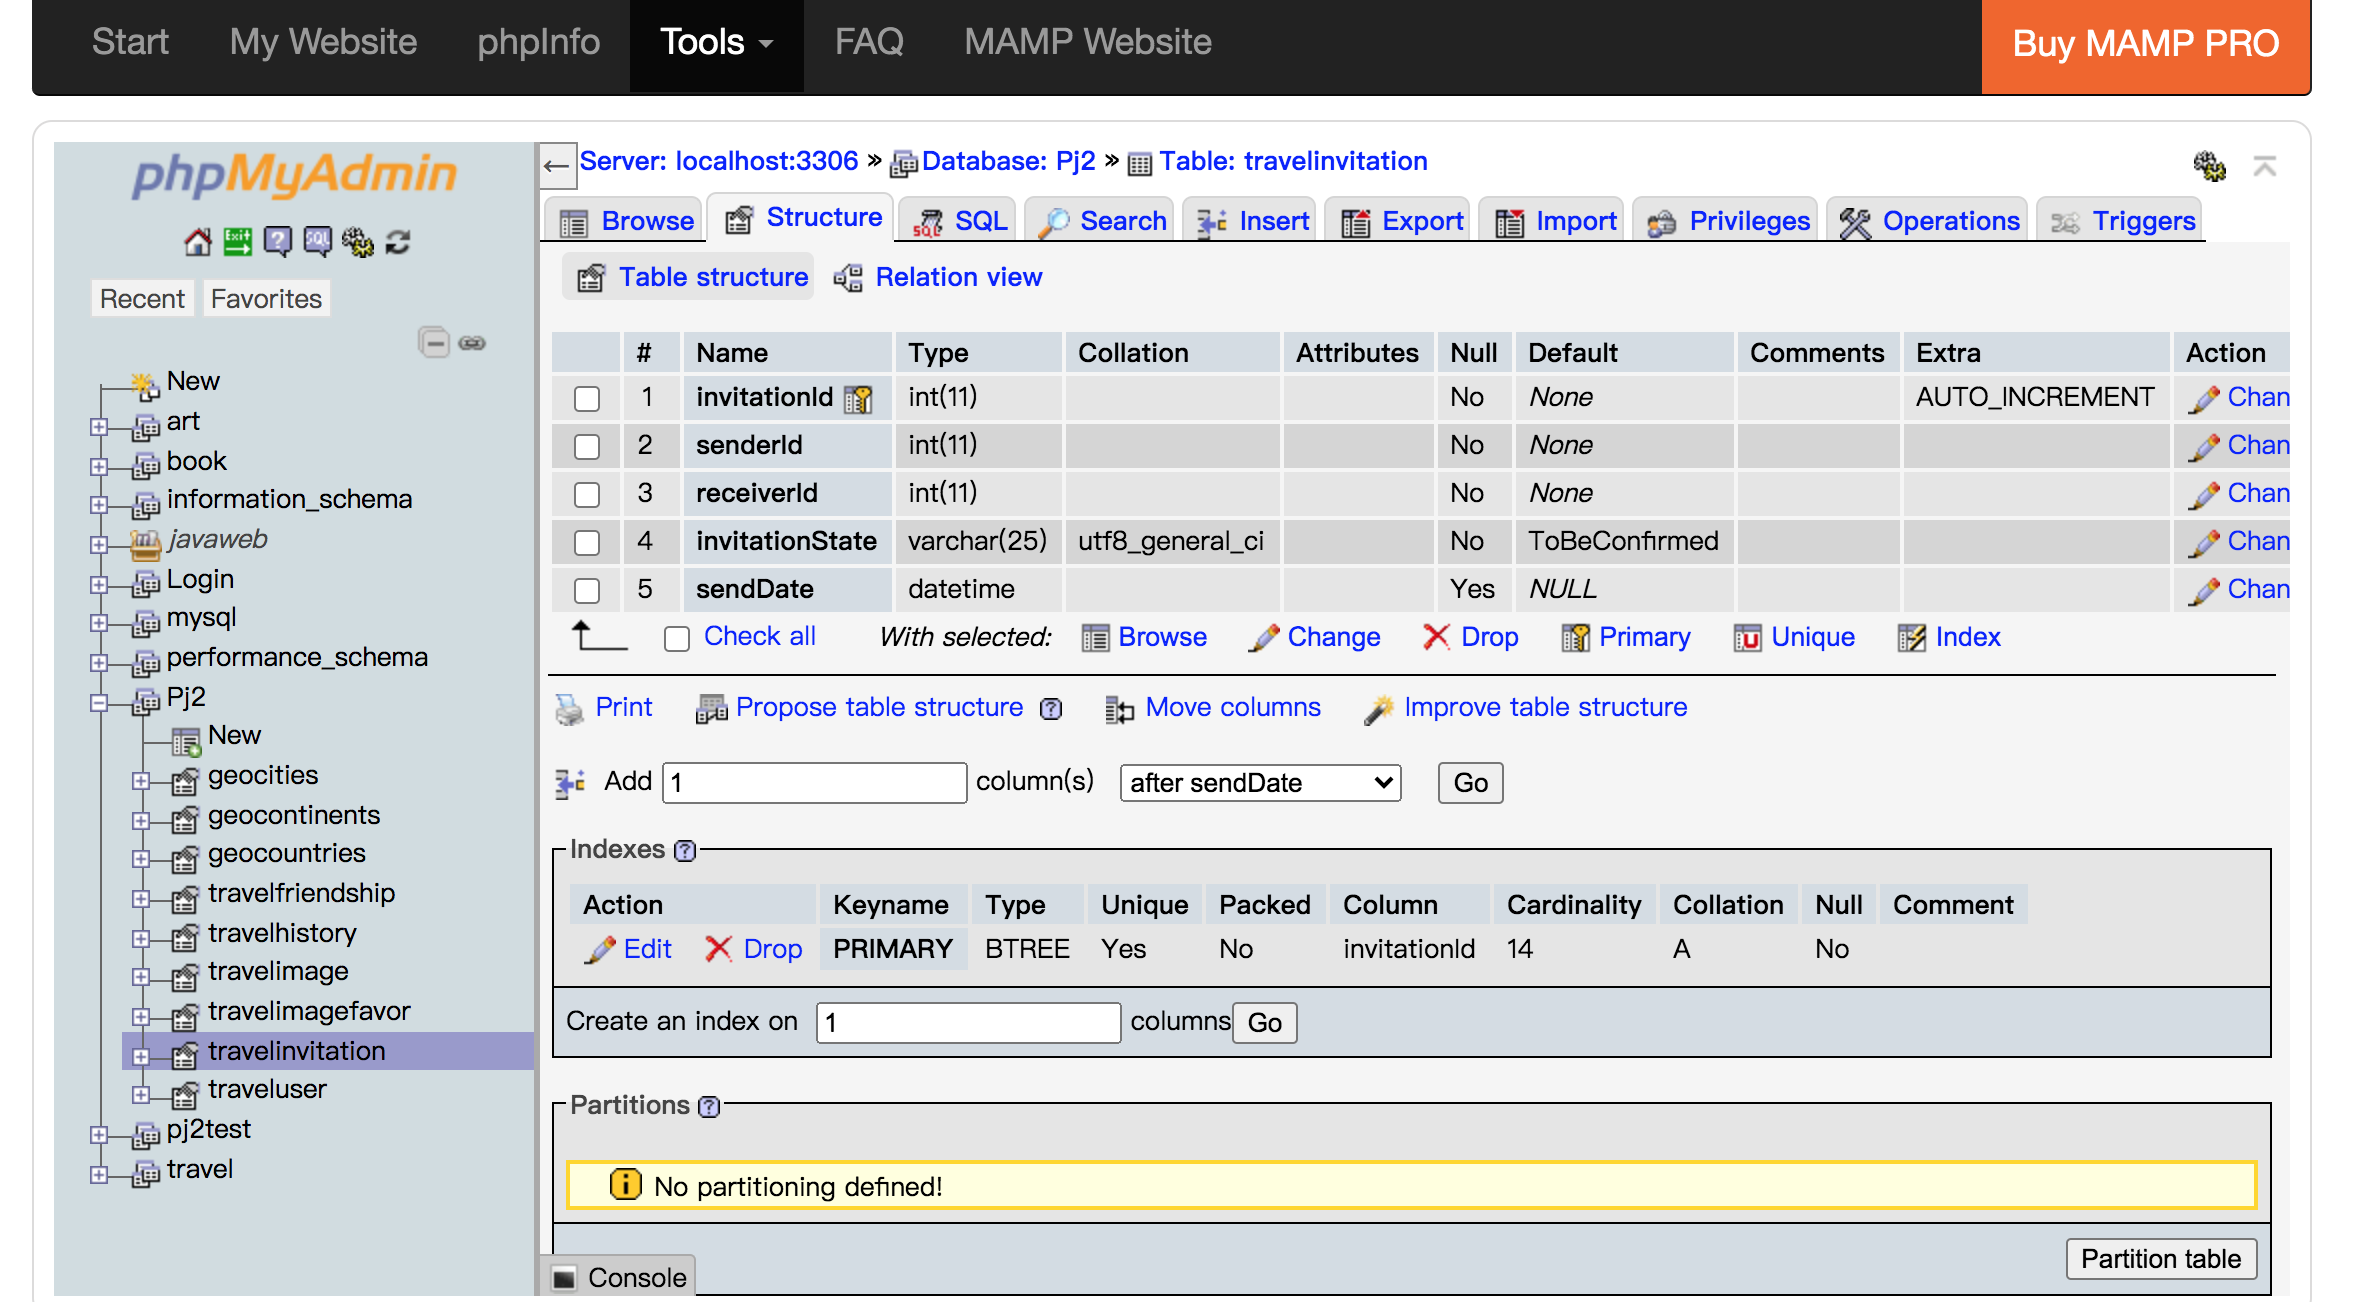 Start My Website phpInfo Tools FAQ MAMP Website Buy MAMP PRO
phpMyAdmin
Exit ? SQL
Recent Favorites
New
art
book
information_schema
javaweb
Login
mysql
performance_schema
Pj2
New
geocities
geocontinents
geocountries
travelfriendship
travelhistory
travelimage
travelimagefavor
travelinvitation
traveluser
pj2test
travel
← Server: localhost:3306 » Database: Pj2 » Table: travelinvitation
Browse Structure SQL Search Insert Export Import Privileges Operations Triggers
Table structure Relation view
# Name Type Collation Attributes Null Default Comments Extra Action
1 invitationId int(11) No None AUTO_INCREMENT Chan
2 senderId int(11) No None Chan
3 receiverId int(11) No None Chan
4 invitationState varchar(25) utf8_general_ci No ToBeConfirmed Chan
5 sendDate datetime Yes NULL Chan
Check all With selected: Browse Change Drop Primary Unique Index
Print Propose table structure ? Move columns Improve table structure
Add 1 column(s) after sendDate Go
Indexes ?
Action Keyname Type Unique Packed Column Cardinality Collation Null Comment
Edit Drop PRIMARY BTREE Yes No invitationId 14 A No
Create an index on 1 columns Go
Partitions ?
No partitioning defined!
Partition table
Console